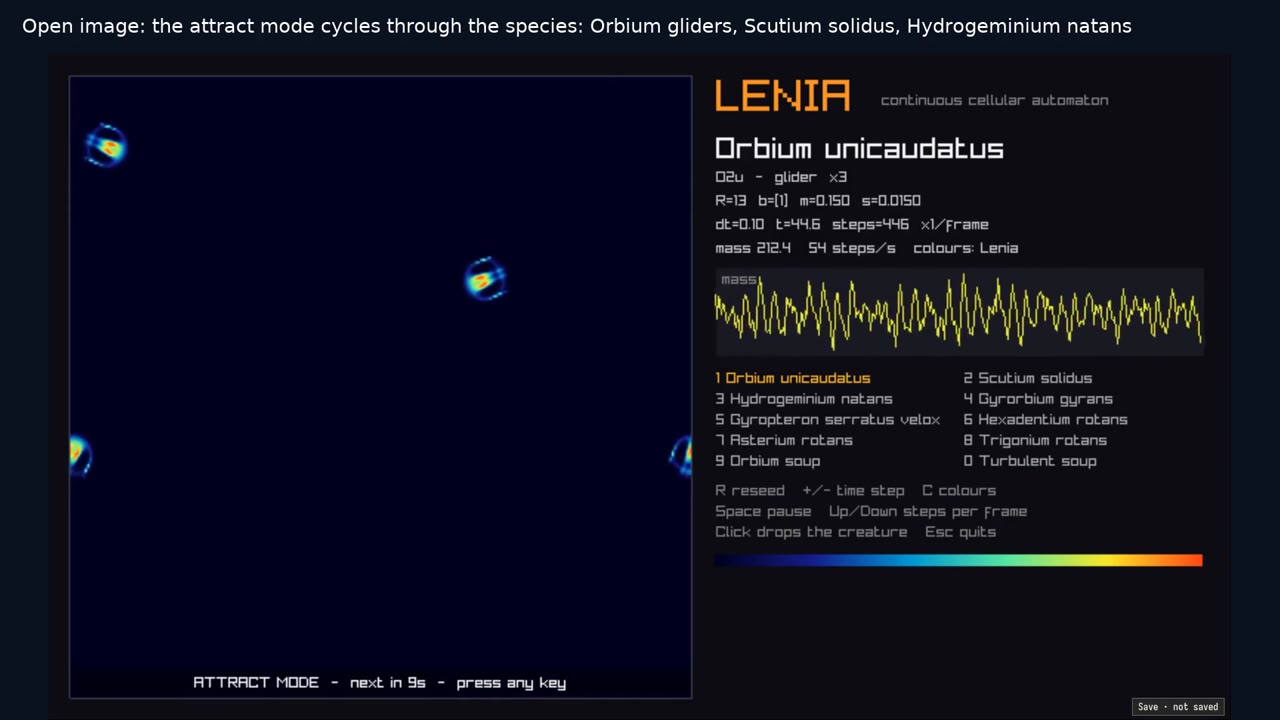 Open image: the attract mode cycles through the species: Orbium gliders, Scutium solidus, Hydrogeminium natans
LENIA continuous cellular automaton
Orbium unicaudatus
O2u - glider x3
R=13 b=[1] m=0.150 s=0.0150
dt=0.10 t=44.6 steps=446 x1/frame
mass 212.4 54 steps/s colours: Lenia
mass
1 Orbium unicaudatus 2 Scutium solidus
3 Hydrogeminium natans 4 Gyrorbium gyrans
5 Gyropteron serratus velox 6 Hexadentium rotans
7 Asterium rotans 8 Trigonium rotans
9 Orbium soup 0 Turbulent soup
R reseed +/- time step C colours
Space pause Up/Down steps per frame
Click drops the creature Esc quits
ATTRACT MODE - next in 9s - press any key
Save · not saved